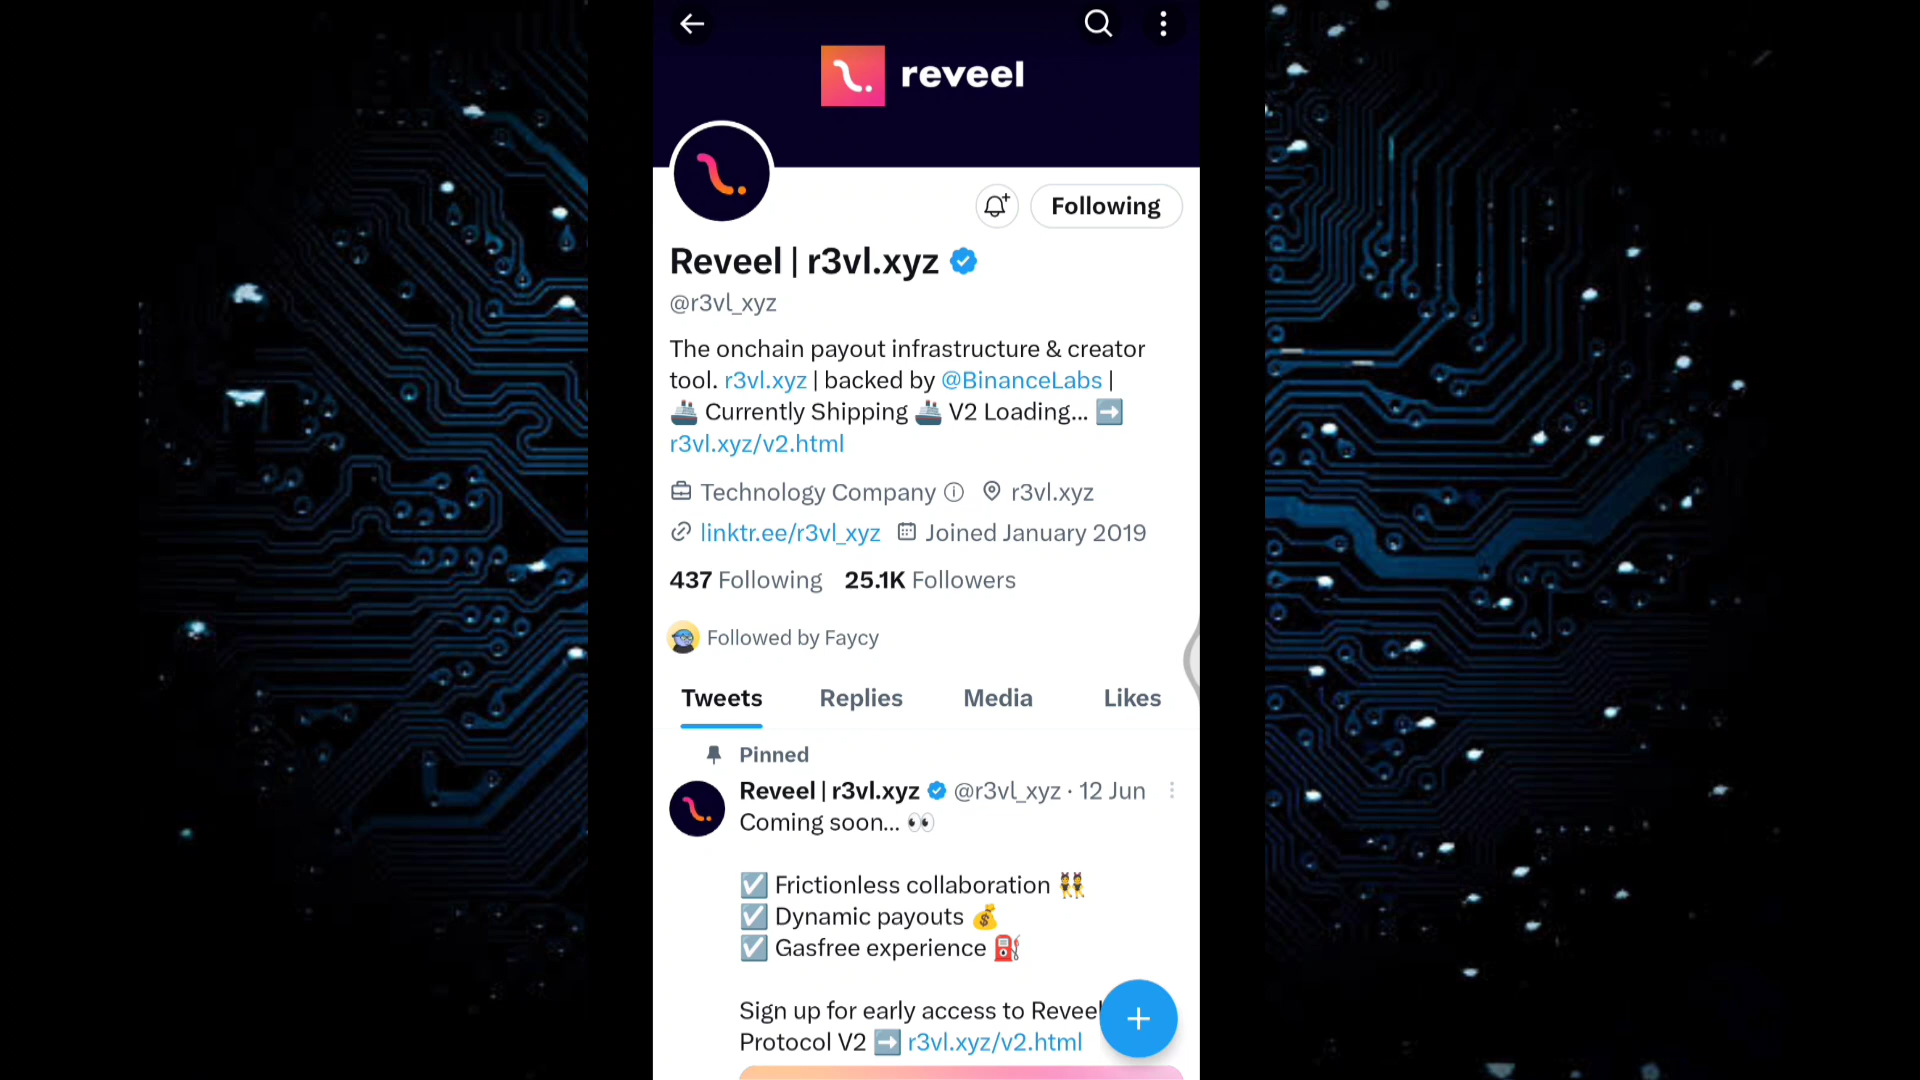 reveel
Following
Reveel | r3vl.xyz
@r3vl_xyz
The onchain payout infrastructure & creator
tool. r3vl.xyz | backed by @BinanceLabs |
🚢 Currently Shipping 🚢 V2 Loading... ➡️
r3vl.xyz/v2.html
Technology Company r3vl.xyz
linktr.ee/r3vl_xyz Joined January 2019
437 Following 25.1K Followers
Followed by Faycy
Tweets Replies Media Likes
Pinned
Reveel | r3vl.xyz @r3vl_xyz · 12 Jun
Coming soon... 👀
☑️ Frictionless collaboration 👯
☑️ Dynamic payouts 💰
☑️ Gasfree experience ⛽
Sign up for early access to Reveel
Protocol V2 ➡️ r3vl.xyz/v2.html